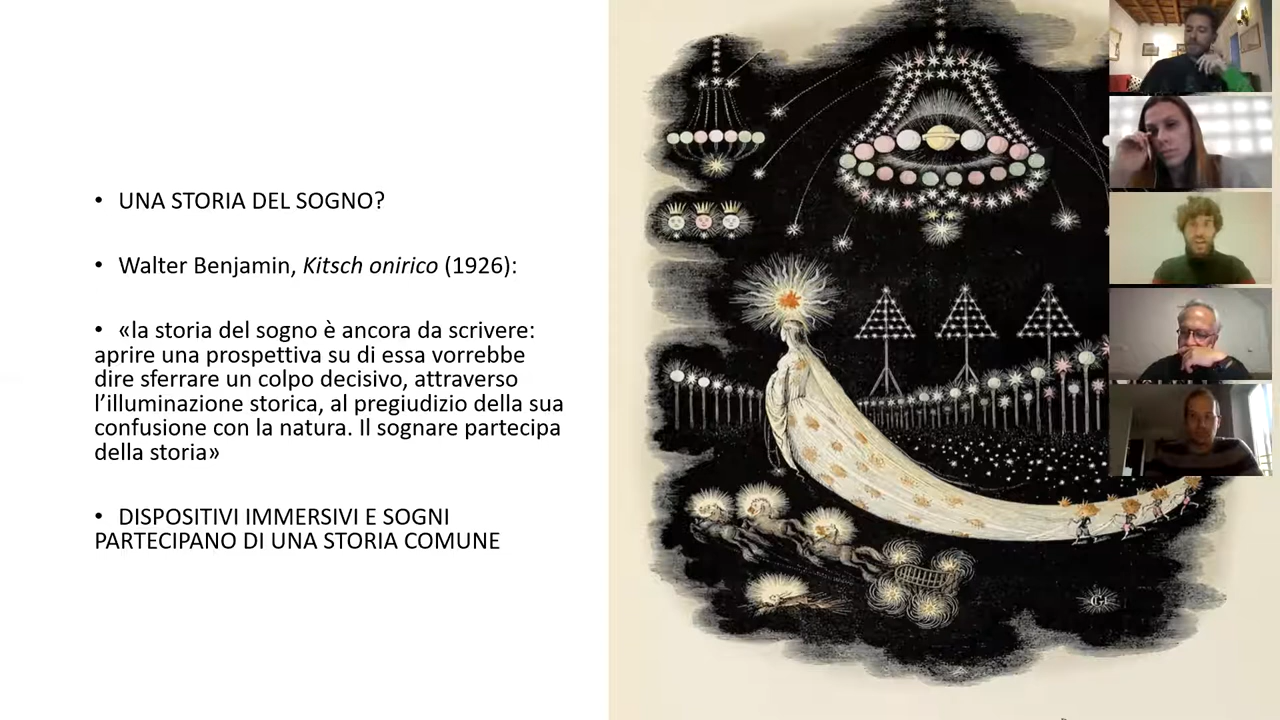 • UNA STORIA DEL SOGNO?
• Walter Benjamin, Kitsch onirico (1926):
• «la storia del sogno è ancora da scrivere:
aprire una prospettiva su di essa vorrebbe
dire sferrare un colpo decisivo, attraverso
l’illuminazione storica, al pregiudizio della sua
confusione con la natura. Il sognare partecipa
della storia»
• DISPOSITIVI IMMERSIVI E SOGNI
PARTECIPANO DI UNA STORIA COMUNE